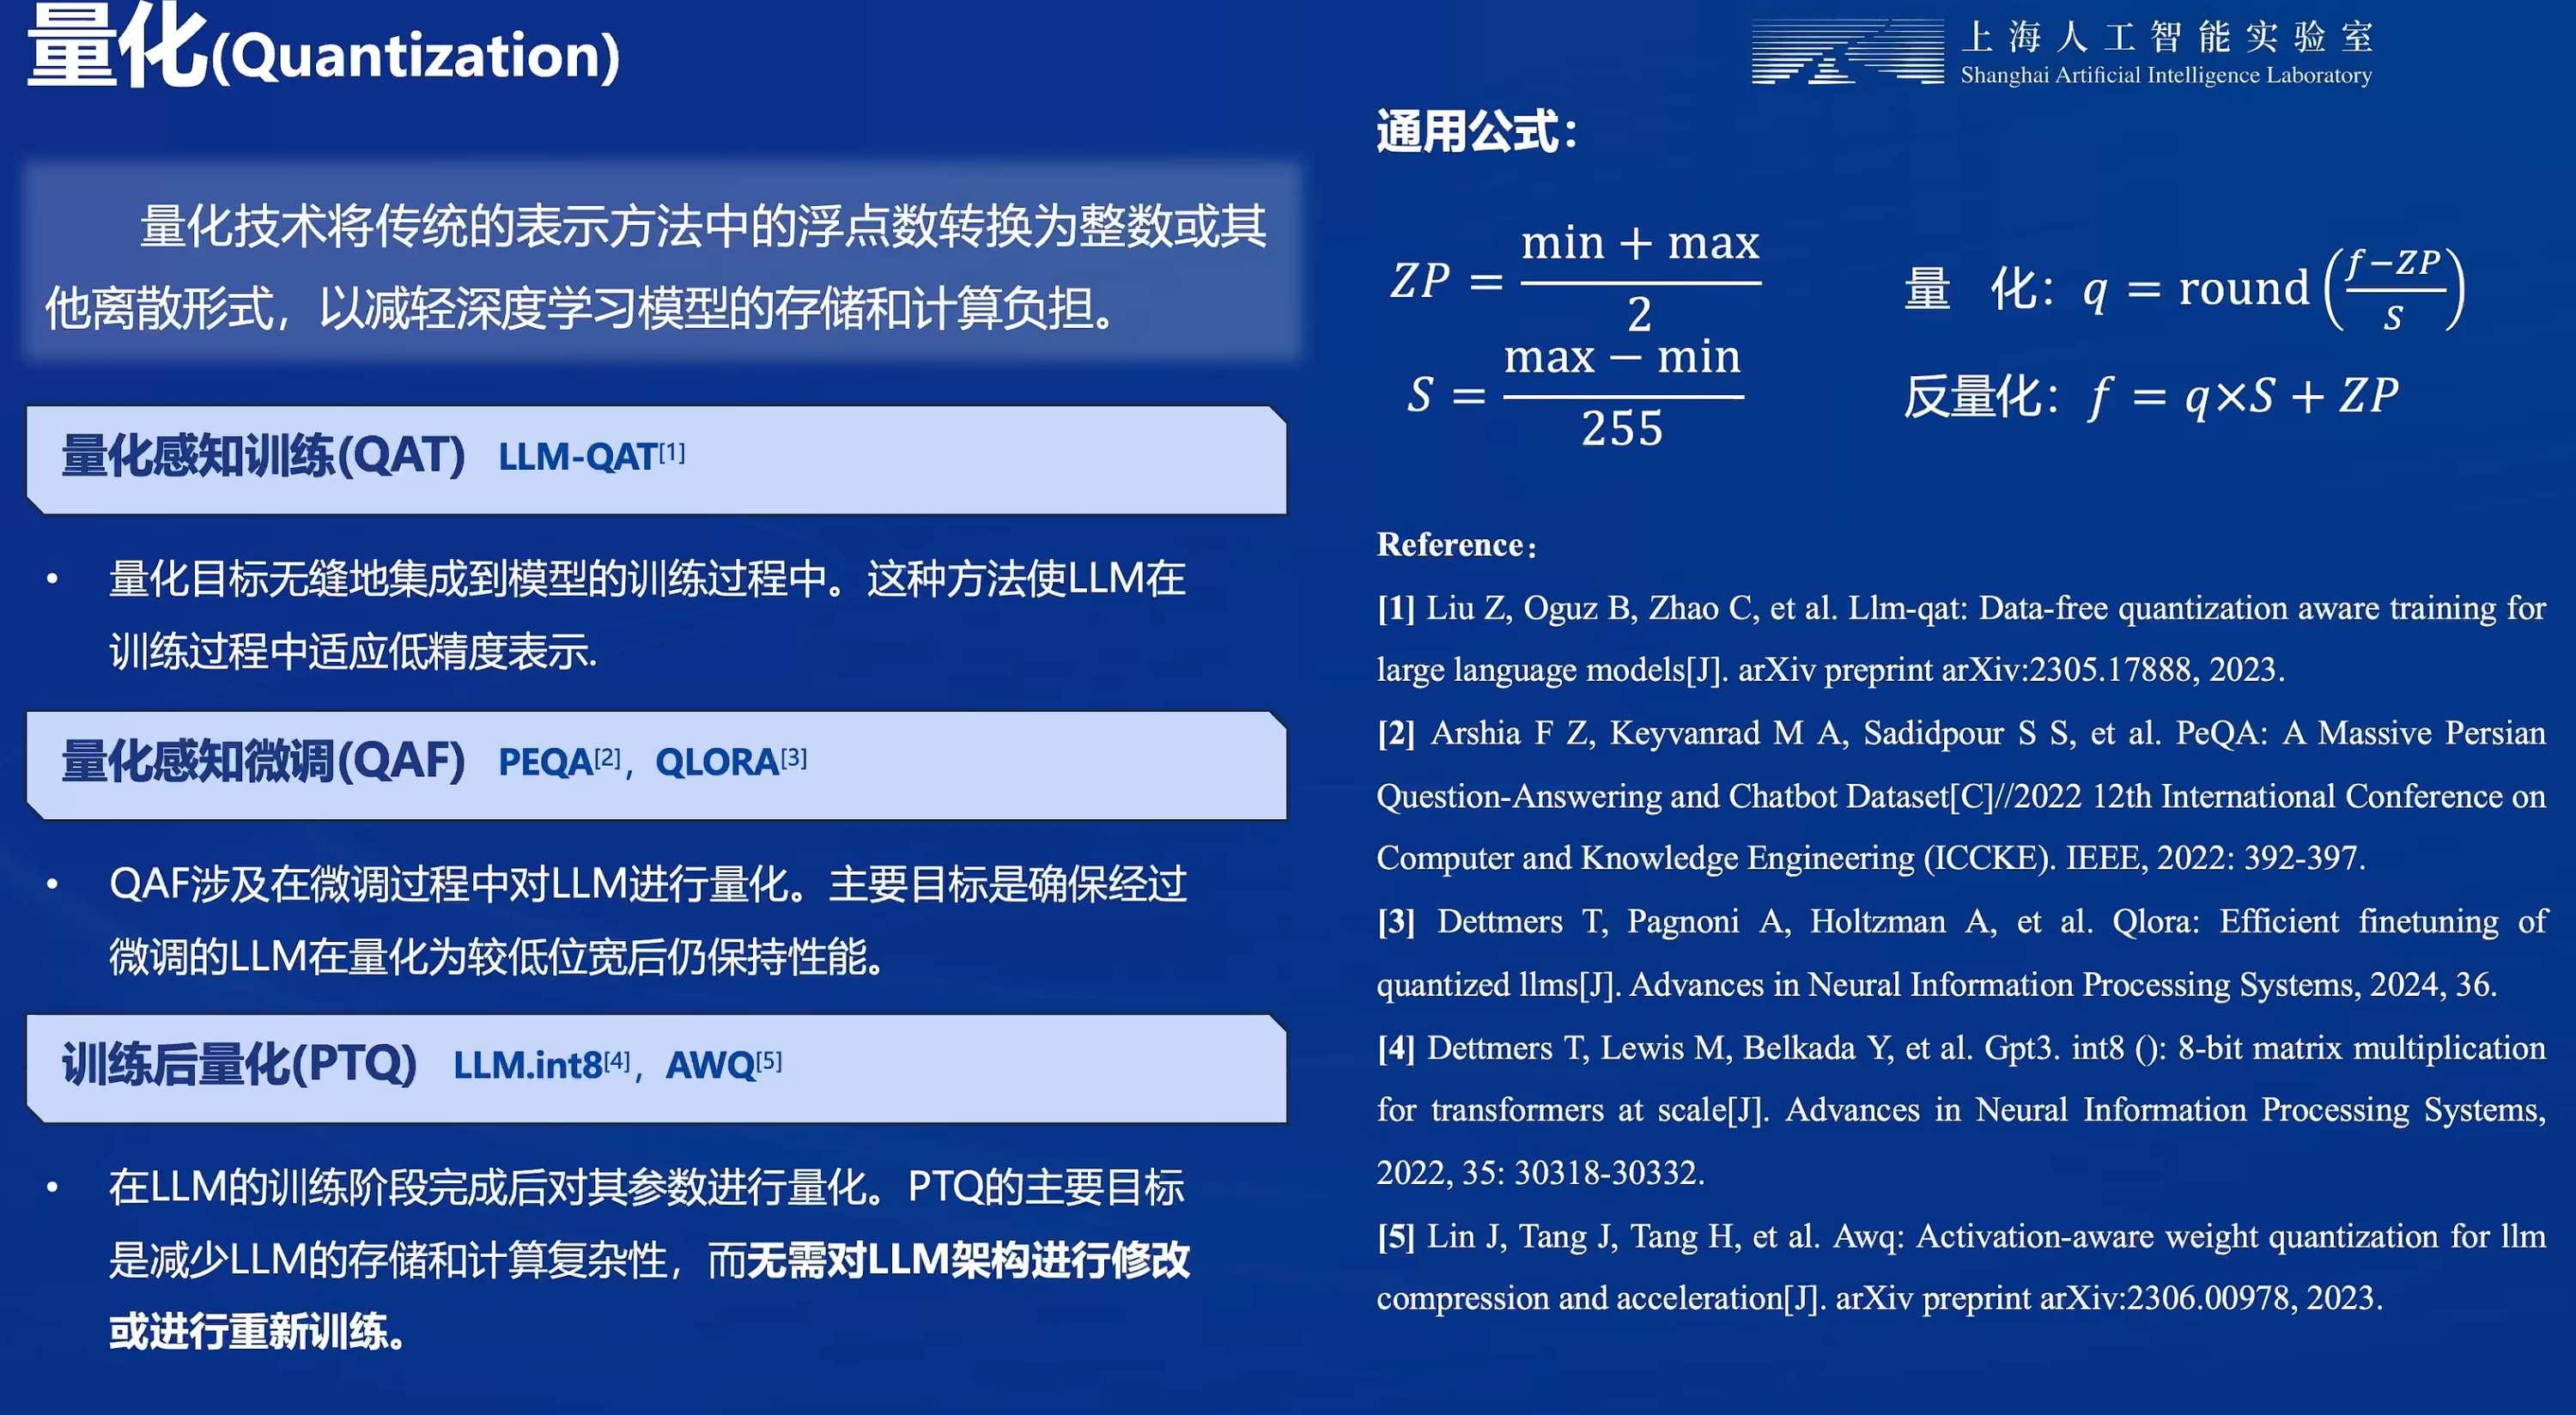 量化(Quantization)
上海人工智能实验室
Shanghai Artificial Intelligence Laboratory
量化技术将传统的表示方法中的浮点数转换为整数或其
他离散形式，以减轻深度学习模型的存储和计算负担。
量化感知训练(QAT) LLM-QAT[1]
• 量化目标无缝地集成到模型的训练过程中。这种方法使LLM在
训练过程中适应低精度表示.
量化感知微调(QAF) PEQA[2]，QLORA[3]
• QAF涉及在微调过程中对LLM进行量化。主要目标是确保经过
微调的LLM在量化为较低位宽后仍保持性能。
训练后量化(PTQ) LLM.int8[4]，AWQ[5]
• 在LLM的训练阶段完成后对其参数进行量化。PTQ的主要目标
是减少LLM的存储和计算复杂性，而无需对LLM架构进行修改
或进行重新训练。
通用公式：
ZP = (min + max) / 2
S = (max − min) / 255
量 化：q = round((f−ZP)/S)
反量化：f = q×S + ZP
Reference：
[1] Liu Z, Oguz B, Zhao C, et al. Llm-qat: Data-free quantization aware training for
large language models[J]. arXiv preprint arXiv:2305.17888, 2023.
[2] Arshia F Z, Keyvanrad M A, Sadidpour S S, et al. PeQA: A Massive Persian
Question-Answering and Chatbot Dataset[C]//2022 12th International Conference on
Computer and Knowledge Engineering (ICCKE). IEEE, 2022: 392-397.
[3] Dettmers T, Pagnoni A, Holtzman A, et al. Qlora: Efficient finetuning of
quantized llms[J]. Advances in Neural Information Processing Systems, 2024, 36.
[4] Dettmers T, Lewis M, Belkada Y, et al. Gpt3. int8 (): 8-bit matrix multiplication
for transformers at scale[J]. Advances in Neural Information Processing Systems,
2022, 35: 30318-30332.
[5] Lin J, Tang J, Tang H, et al. Awq: Activation-aware weight quantization for llm
compression and acceleration[J]. arXiv preprint arXiv:2306.00978, 2023.